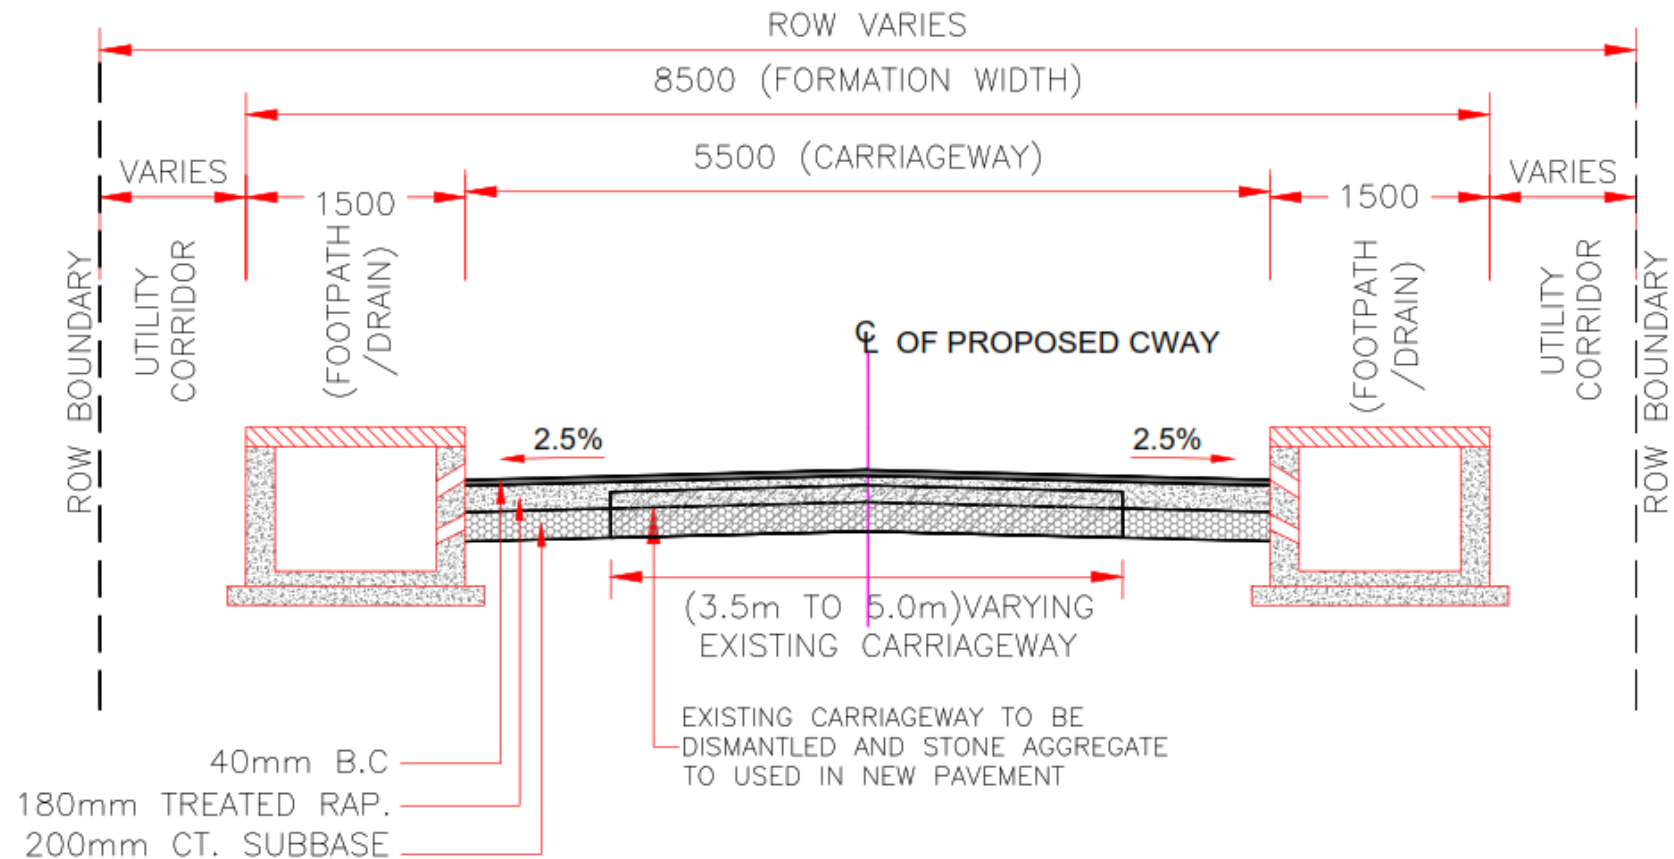 ROW VARIES
8500 (FORMATION WIDTH)
5500 (CARRIAGEWAY)
VARIES
1500
1500
VARIES
ROW BOUNDARY
UTILITY
CORRIDOR
(FOOTPATH
/DRAIN)
(FOOTPATH
/DRAIN)
UTILITY
CORRIDOR
ROW BOUNDARY
℄ OF PROPOSED CWAY
2.5%
2.5%
(3.5m TO 5.0m)VARYING
EXISTING CARRIAGEWAY
EXISTING CARRIAGEWAY TO BE
DISMANTLED AND STONE AGGREGATE
TO USED IN NEW PAVEMENT
40mm B.C
180mm TREATED RAP.
200mm CT. SUBBASE